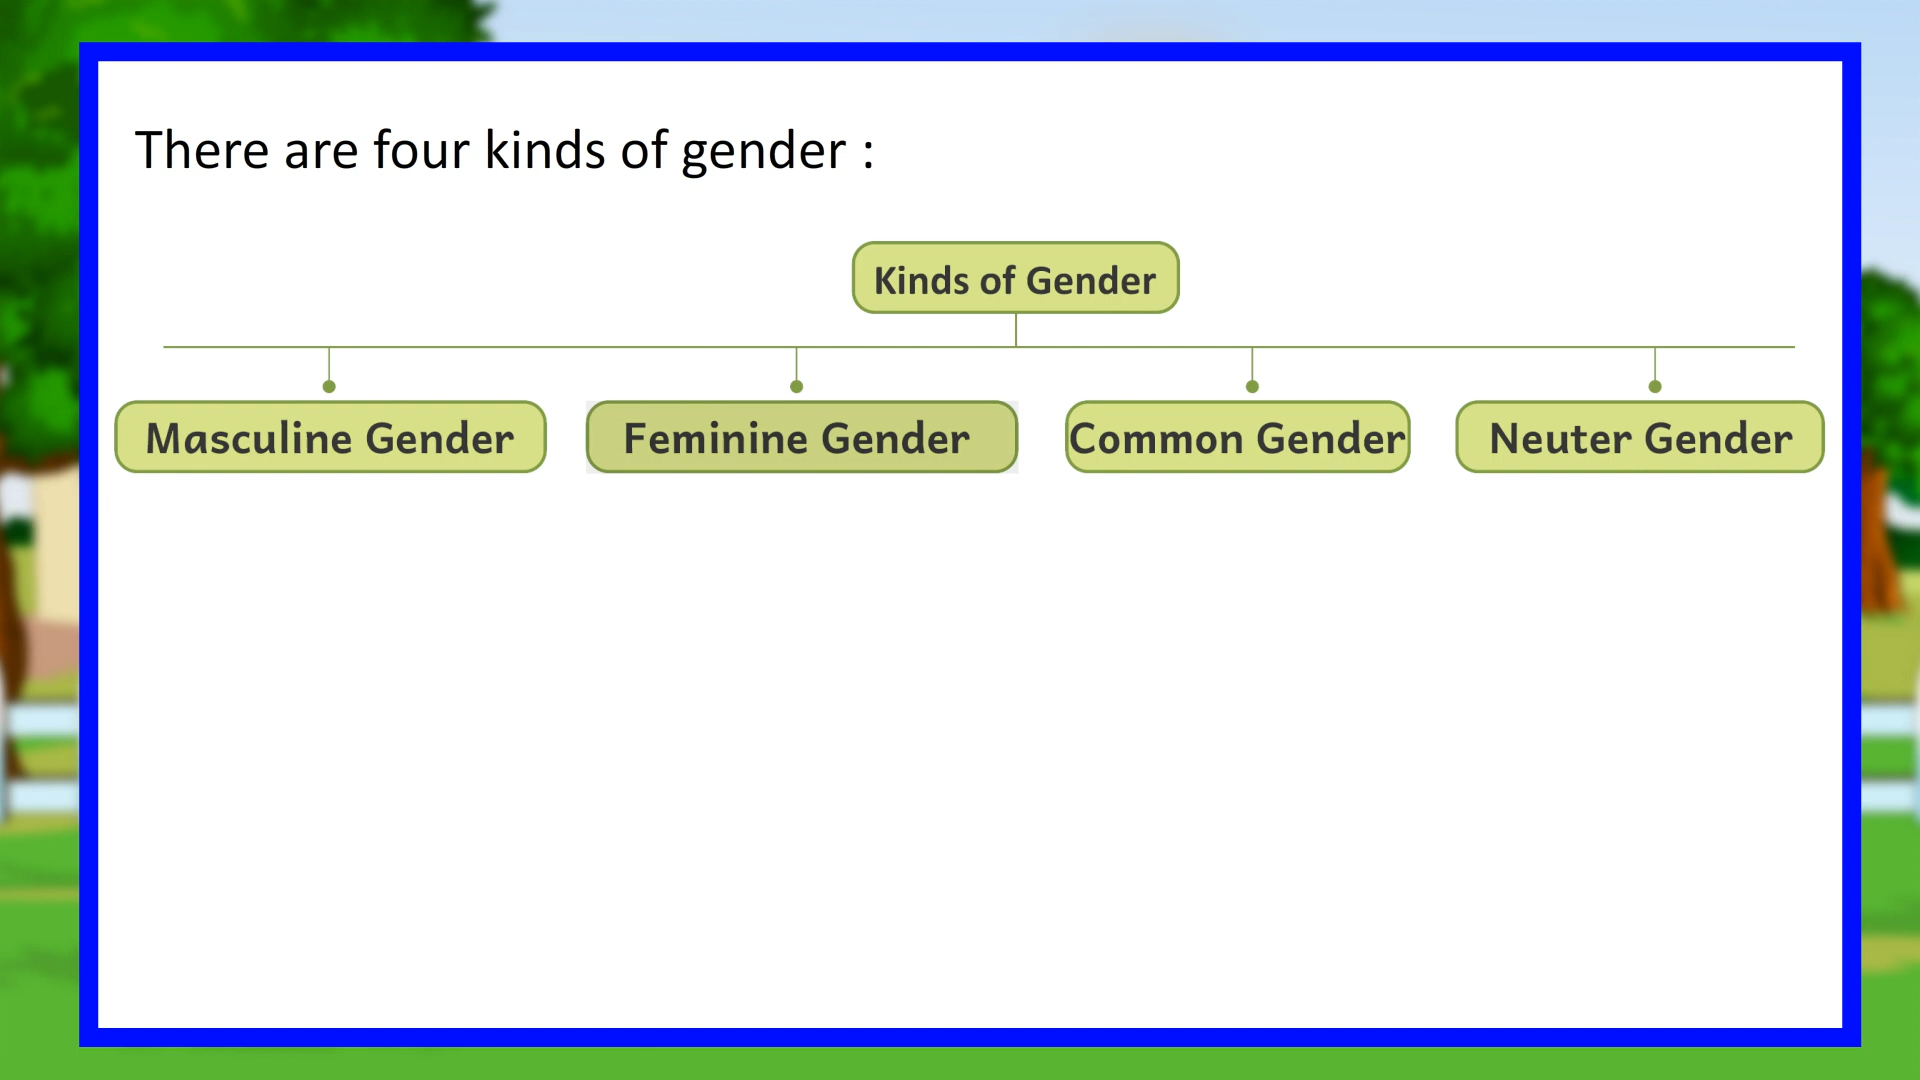 There are four kinds of gender :
Kinds of Gender
Masculine Gender
Feminine Gender
Common Gender
Neuter Gender